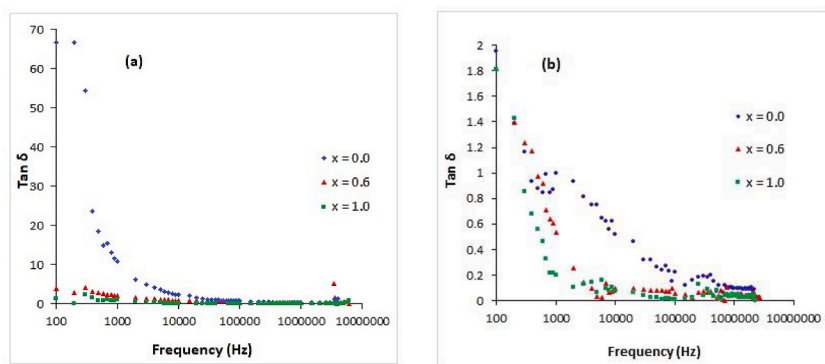 70
60
50
40
30
20
10
0
Tan δ
(a)
x = 0.0
x = 0.6
x = 1.0
100 1000 10000 100000 1000000 10000000
Frequency (Hz)
2
1.8
1.6
1.4
1.2
1
0.8
0.6
0.4
0.2
0
Tan δ
(b)
x = 0.0
x = 0.6
x = 1.0
100 1000 10000 100000 1000000 10000000
Frequency (Hz)